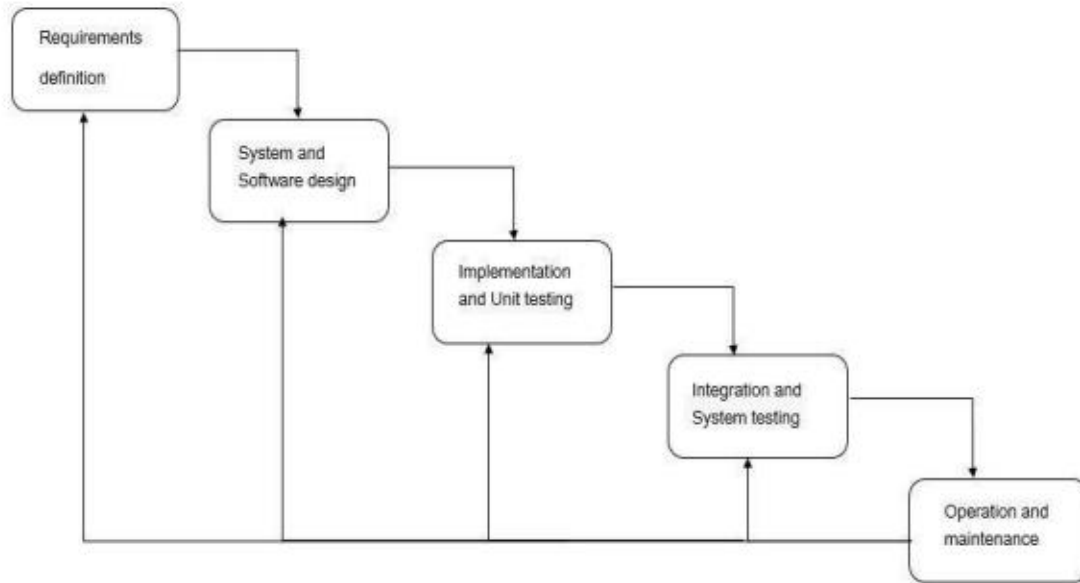 Requirements
definition
System and
Software design
Implementation
and Unit testing
Integration and
System testing
Operation and
maintenance